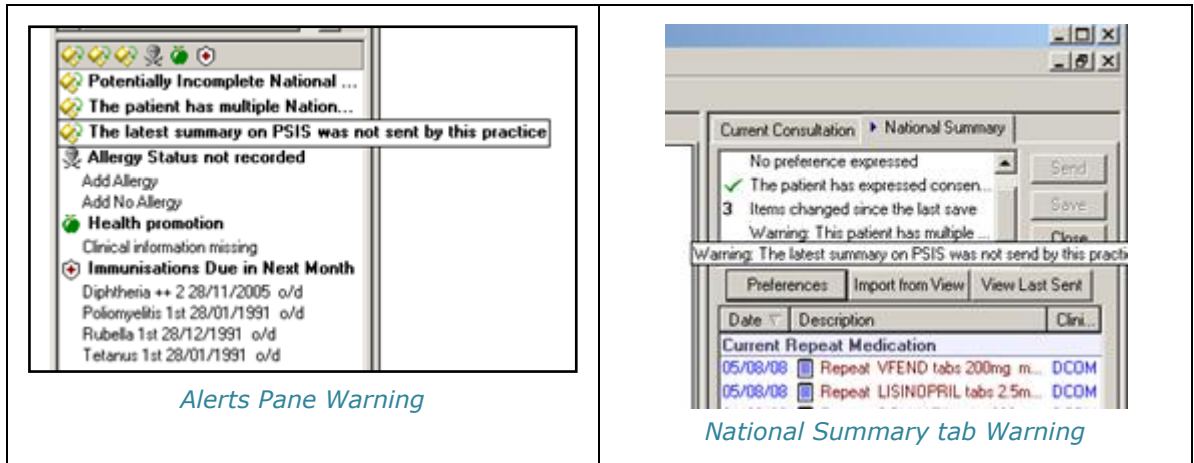 Potentially Incomplete National ...
The patient has multiple Nation...
The latest summary on PSIS was not sent by this practice
Allergy Status not recorded
Add Allergy
Add No Allergy
Health promotion
Clinical information missing
Immunisations Due in Next Month
Diphtheria ++ 2 28/11/2005 o/d
Poliomyelitis 1st 28/01/1991 o/d
Rubella 1st 28/12/1991 o/d
Tetanus 1st 28/01/1991 o/d
Alerts Pane Warning
Current Consultation National Summary
No preference expressed
Send
The patient has expressed consen...
3 Items changed since the last save
Save
Warning: This patient has multiple ...
Close
Warning: The latest summary on PSIS was not send by this practi
Preferences Import from View View Last Sent
Date Description Clini...
Current Repeat Medication
05/08/08 Repeat VFEND tabs 200mg m... DCOM
05/08/08 Repeat LISINOPRIL tabs 2.5m... DCOM
National Summary tab Warning